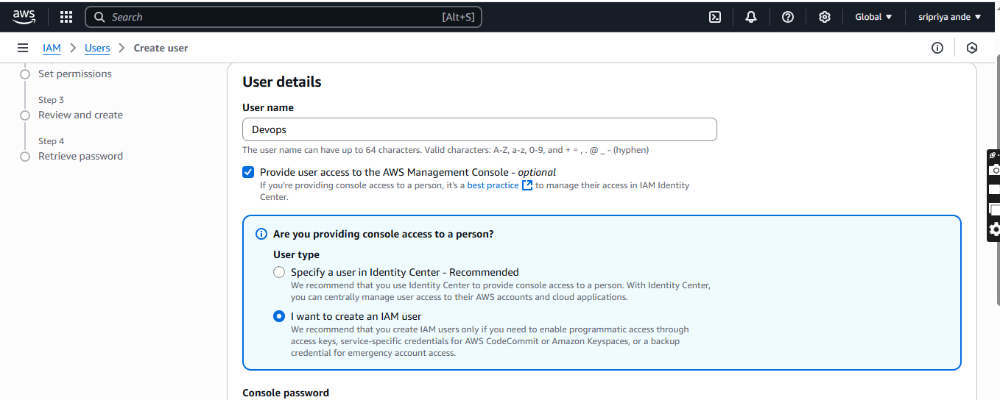 aws
Search [Alt+S]
Global sripriya ande
IAM Users Create user
Set permissions
Step 3
Review and create
Step 4
Retrieve password
User details
User name
Devops
The user name can have up to 64 characters. Valid characters: A-Z, a-z, 0-9, and + = , . @ _ - (hyphen)
Provide user access to the AWS Management Console - optional
If you're providing console access to a person, it's a best practice to manage their access in IAM Identity
Center.
Are you providing console access to a person?
User type
Specify a user in Identity Center - Recommended
We recommend that you use Identity Center to provide console access to a person. With Identity Center,
you can centrally manage user access to their AWS accounts and cloud applications.
I want to create an IAM user
We recommend that you create IAM users only if you need to enable programmatic access through
access keys, service-specific credentials for AWS CodeCommit or Amazon Keyspaces, or a backup
credential for emergency account access.
Console password